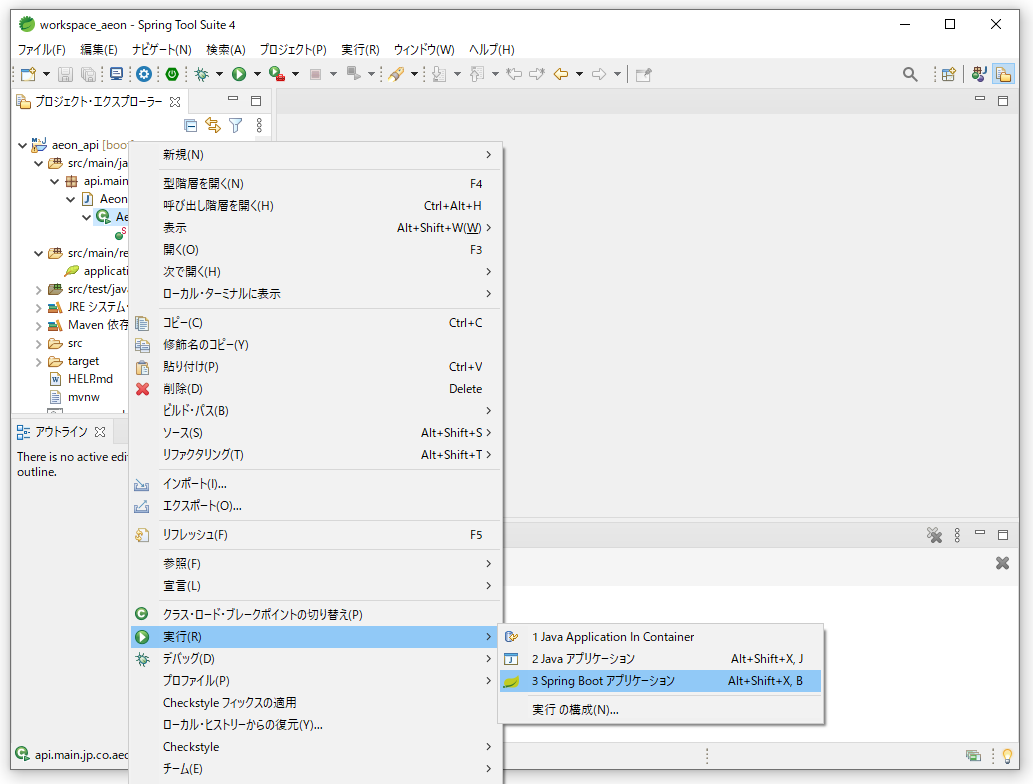 workspace_aeon - Spring Tool Suite 4
ファイル(F) 編集(E) ナビゲート(N) 検索(A) プロジェクト(P) 実行(R) ウィンドウ(W) ヘルプ(H)
プロジェクト・エクスプローラー
aeon_api [boot
src/main/ja
api.main
Aeon
Ae
src/main/re
applicati
src/test/java
JRE システム・
Maven 依存
src
target
HELP.md
mvnw
アウトライン
There is no active edi
outline.
api.main.jp.co.aeo
新規(N)
型階層を開く(N) F4
呼び出し階層を開く(H) Ctrl+Alt+H
表示 Alt+Shift+W(W)
開く(O) F3
次で開く(H)
ローカル・ターミナルに表示
コピー(C) Ctrl+C
修飾名のコピー(Y)
貼り付け(P) Ctrl+V
削除(D) Delete
ビルド・パス(B)
ソース(S) Alt+Shift+S
リファクタリング(T) Alt+Shift+T
インポート(I)...
エクスポート(O)...
リフレッシュ(F) F5
参照(F)
宣言(L)
クラス・ロード・ブレークポイントの切り替え(P)
実行(R)
デバッグ(D)
プロファイル(P)
Checkstyle フィックスの適用
ローカル・ヒストリーからの復元(Y)...
Checkstyle
チーム(E)
1 Java Application In Container
2 Java アプリケーション Alt+Shift+X, J
3 Spring Boot アプリケーション Alt+Shift+X, B
実行 の構成(N)...